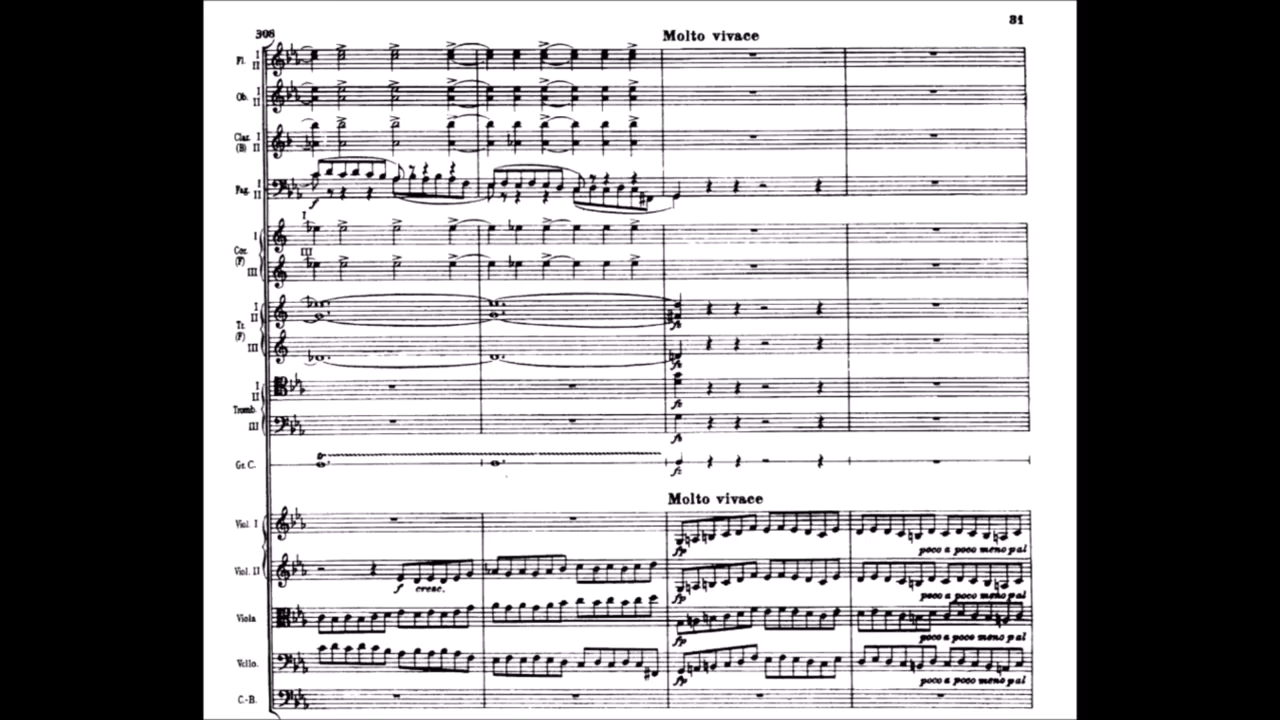 31
308
Molto vivace
Fl. I
II
Ob. I
II
Clar. I
(B) II
Fag. I
II
f
I
I
Cor.
(F)
III
III
I
II
Tr.
(F)
III
fz
fz
I
II
fz
Tromb.
III
fz
Gr. C.
fz
Molto vivace
Viol. I
fp
poco a poco meno p al
Viol. II
f cresc.
fp
poco a poco meno p al
Viola
fp
poco a poco meno p al
Vcllo.
fp
poco a poco meno p al
C.-B.